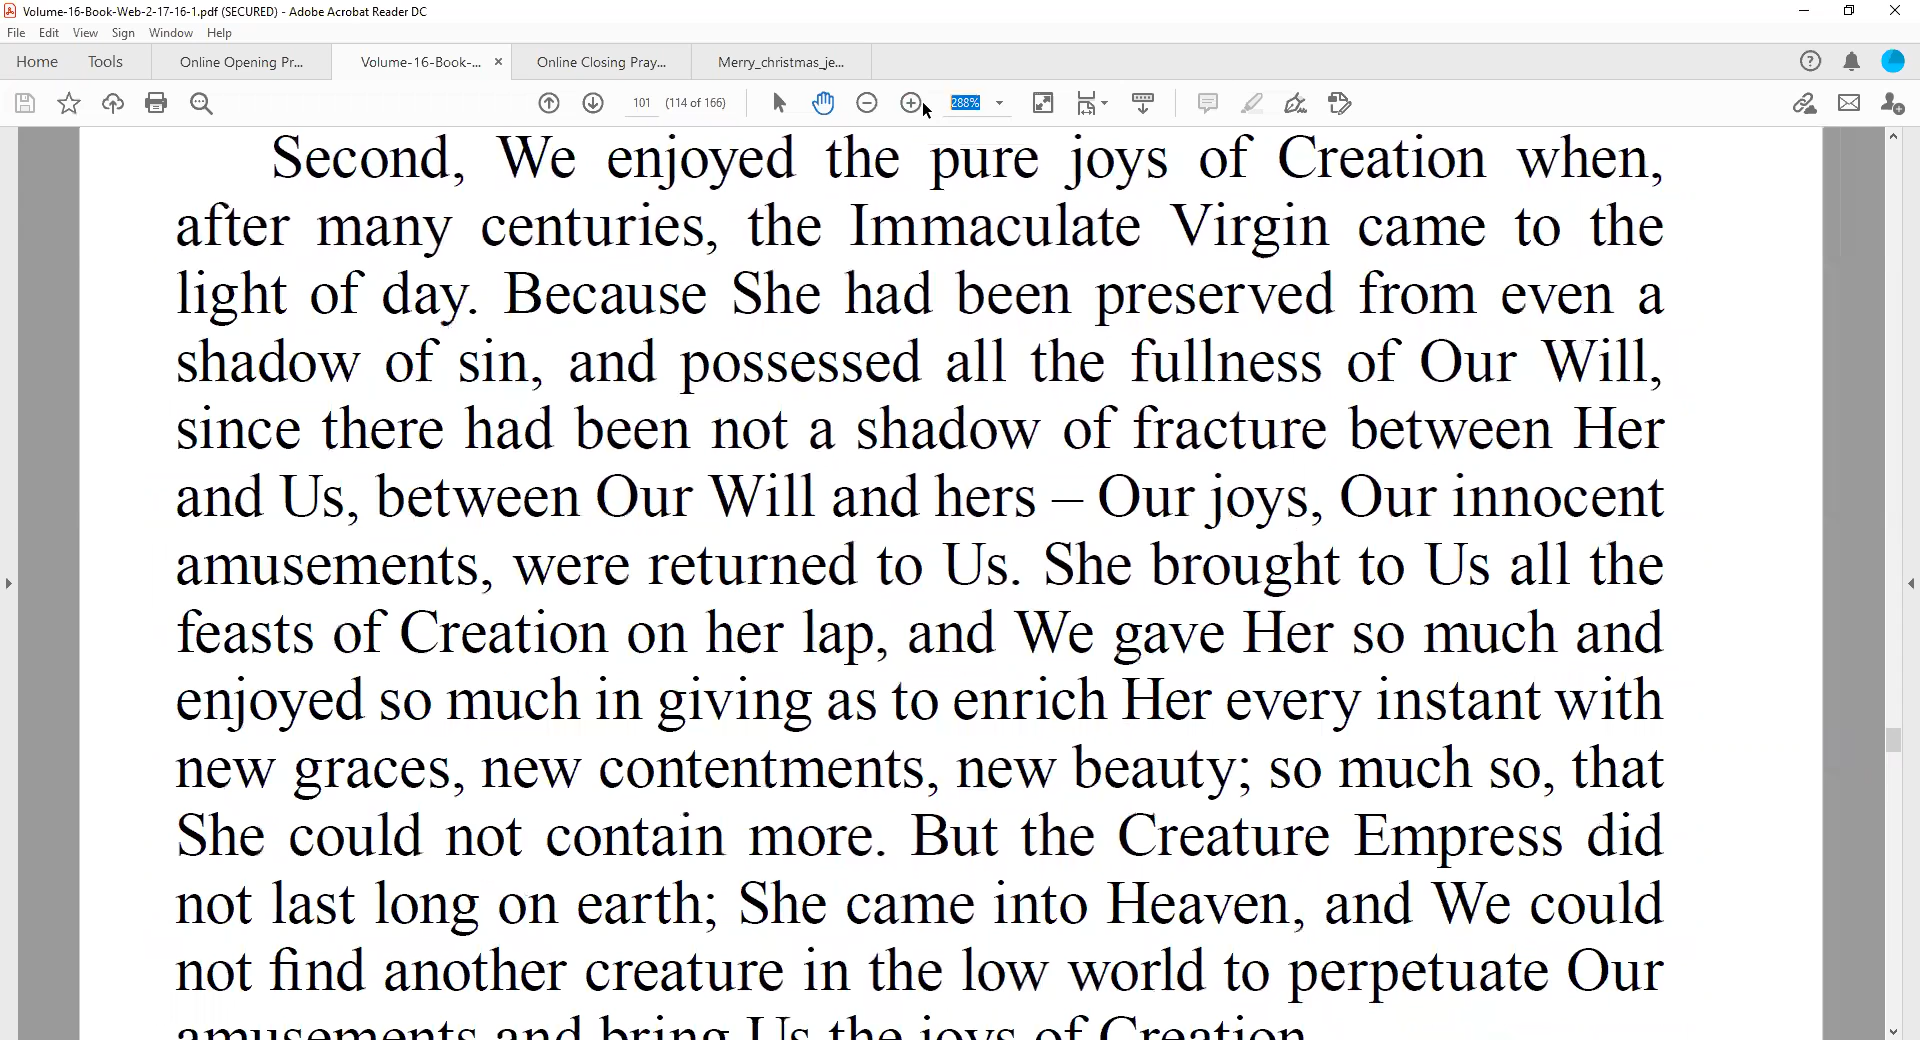 Volume-16-Book-Web-2-17-16-1.pdf (SECURED) - Adobe Acrobat Reader DC
File Edit View Sign Window Help
Home Tools Online Opening Pr... Volume-16-Book-... × Online Closing Pray... Merry_christmas_je...
101 (114 of 166) 288%
Second, We enjoyed the pure joys of Creation when,
after many centuries, the Immaculate Virgin came to the
light of day. Because She had been preserved from even a
shadow of sin, and possessed all the fullness of Our Will,
since there had been not a shadow of fracture between Her
and Us, between Our Will and hers – Our joys, Our innocent
amusements, were returned to Us. She brought to Us all the
feasts of Creation on her lap, and We gave Her so much and
enjoyed so much in giving as to enrich Her every instant with
new graces, new contentments, new beauty; so much so, that
She could not contain more. But the Creature Empress did
not last long on earth; She came into Heaven, and We could
not find another creature in the low world to perpetuate Our
amusements and bring Us the joys of Creation.